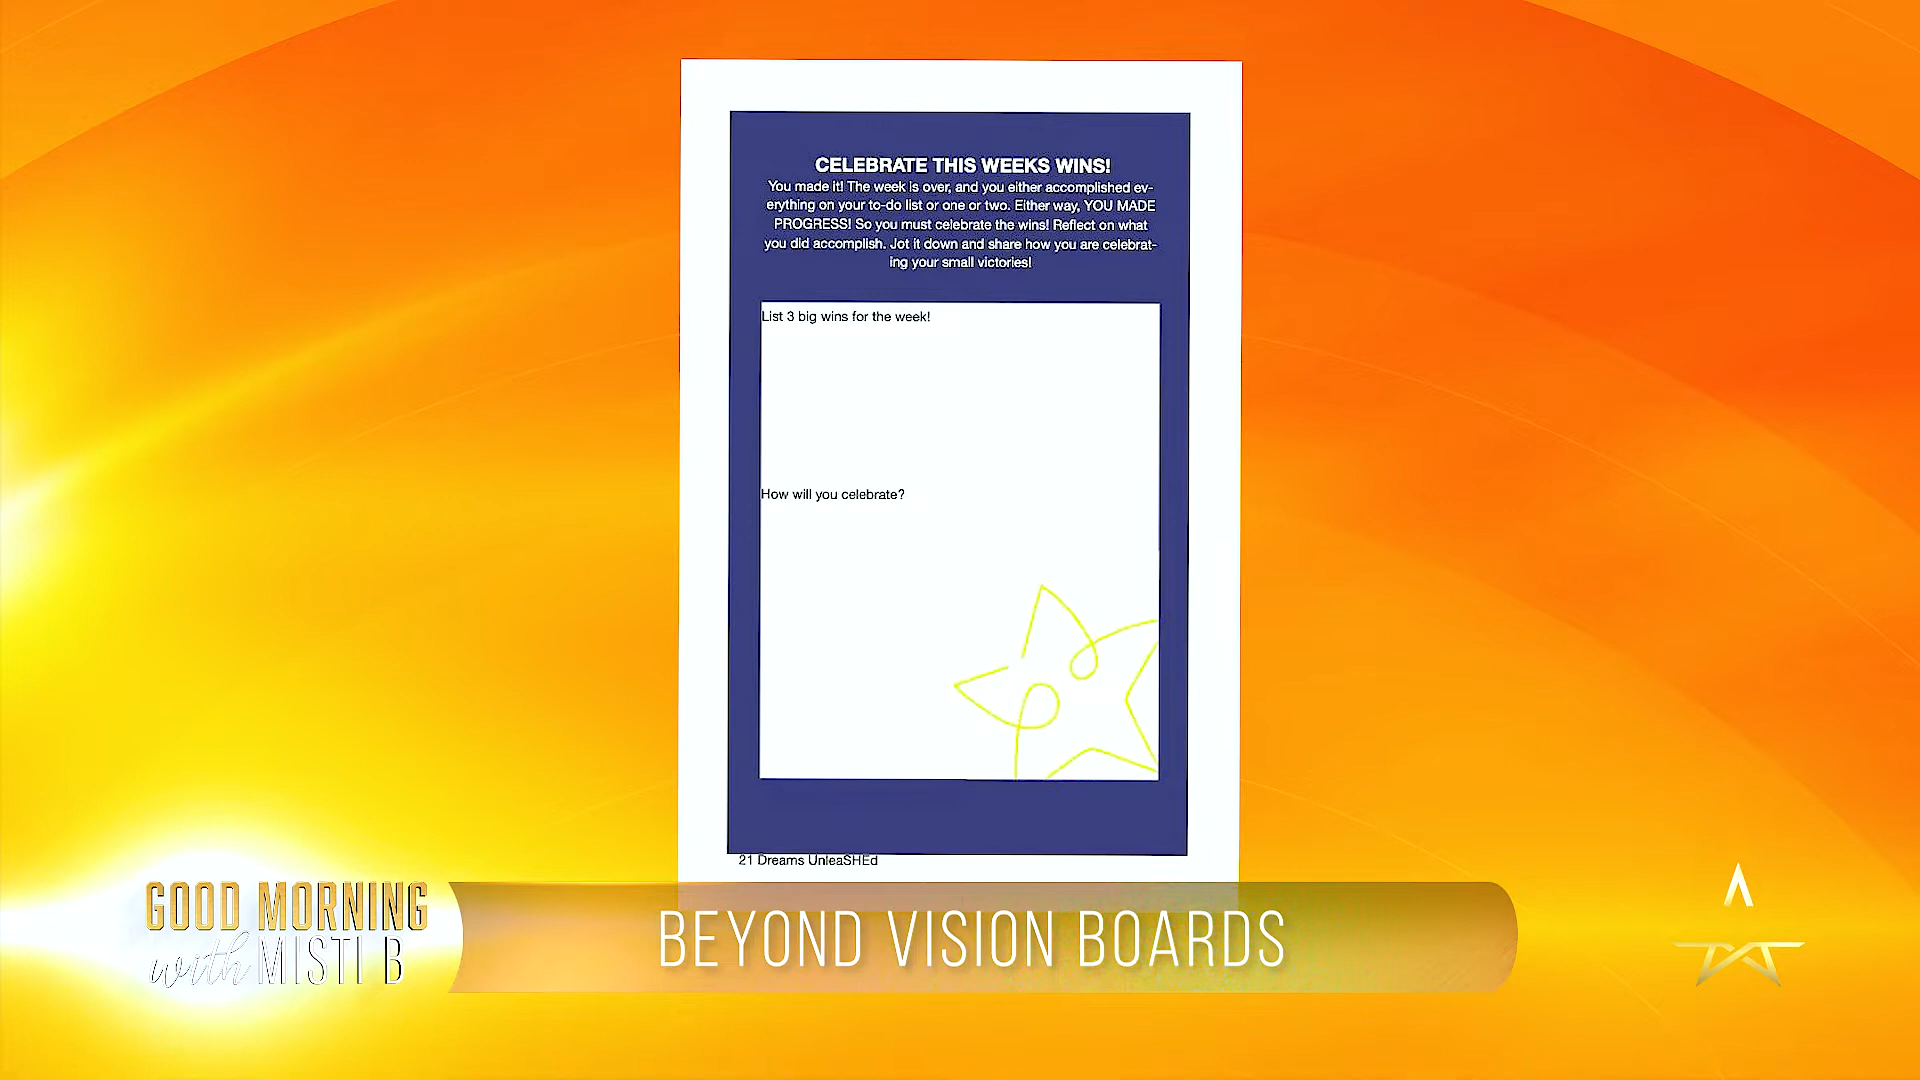 CELEBRATE THIS WEEKS WINS!
You made it! The week is over, and you either accomplished ev-
erything on your to-do list or one or two. Either way, YOU MADE
PROGRESS! So you must celebrate the wins! Reflect on what
you did accomplish. Jot it down and share how you are celebrat-
ing your small victories!
List 3 big wins for the week!
How will you celebrate?
21 Dreams UnleaSHEd
GOOD MORNING
with MISTI B
BEYOND VISION BOARDS